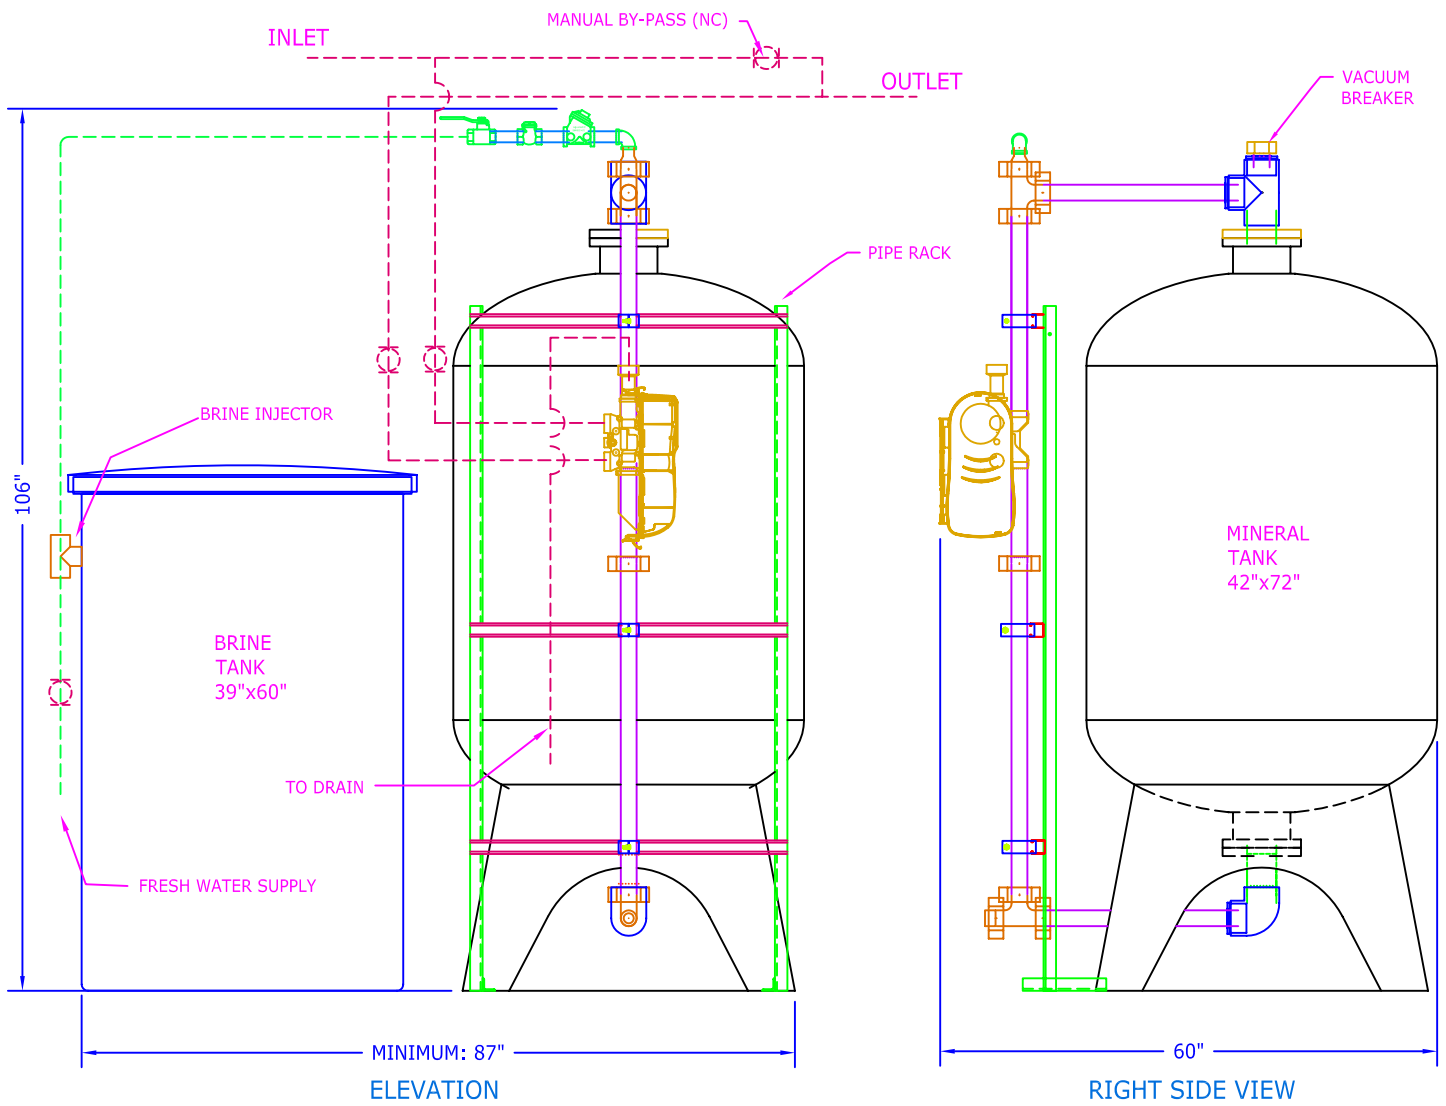 MANUAL BY-PASS (NC)
INLET
OUTLET
VACUUM
BREAKER
PIPE RACK
BRINE INJECTOR
106"
MINERAL
TANK
42"x72"
BRINE
TANK
39"x60"
TO DRAIN
FRESH WATER SUPPLY
MINIMUM: 87"
60"
ELEVATION
RIGHT SIDE VIEW